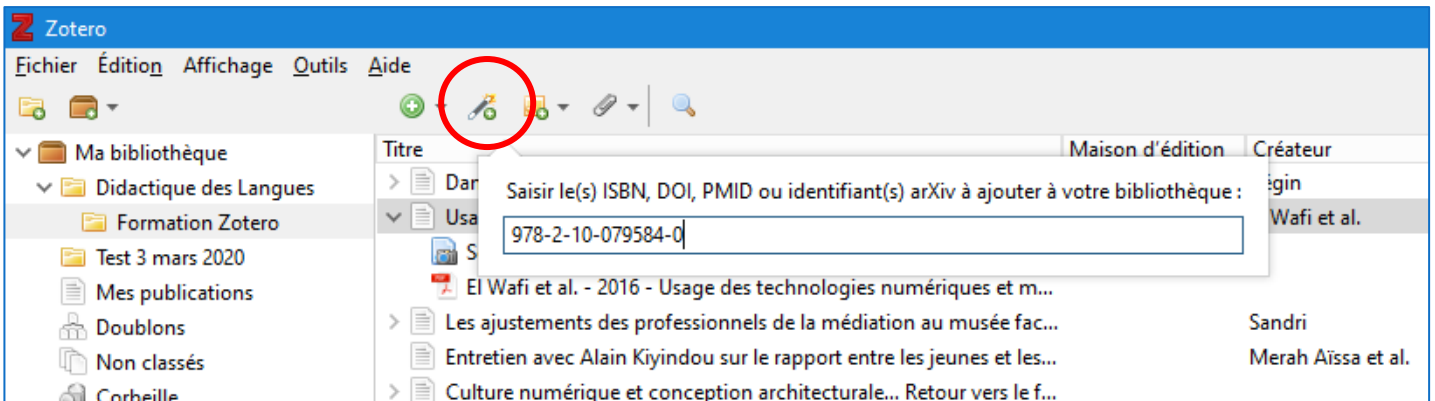 Zotero
Fichier Édition Affichage Outils Aide
Ma bibliothèque
Didactique des Langues
Formation Zotero
Test 3 mars 2020
Mes publications
Doublons
Non classés
Corbeille
Titre Maison d'édition Créateur
Dar égin
Saisir le(s) ISBN, DOI, PMID ou identifiant(s) arXiv à ajouter à votre bibliothèque :
Usa Wafi et al.
978-2-10-079584-0
S
El Wafi et al. - 2016 - Usage des technologies numériques et m...
Les ajustements des professionnels de la médiation au musée fac... Sandri
Entretien avec Alain Kiyindou sur le rapport entre les jeunes et les... Merah Aïssa et al.
Culture numérique et conception architecturale... Retour vers le f...